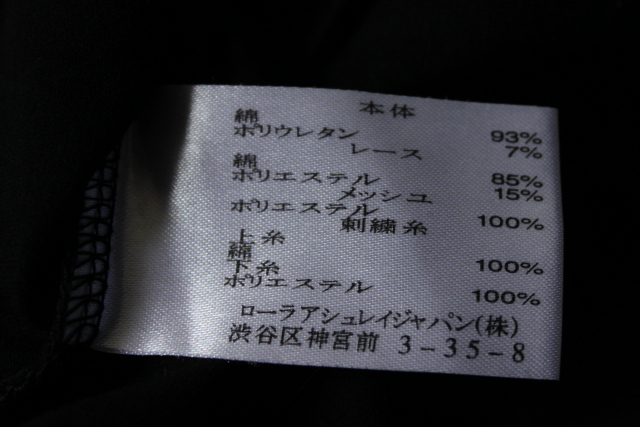 本体
綿 93%
ポリウレタン 7%
レース
綿 85%
ポリエステル 15%
メッシュ
ポリエステル 100%
刺繍糸
上糸
綿 100%
下糸
ポリエステル 100%
ローラアシュレイジャパン(株)
渋谷区神宮前 3-35-8